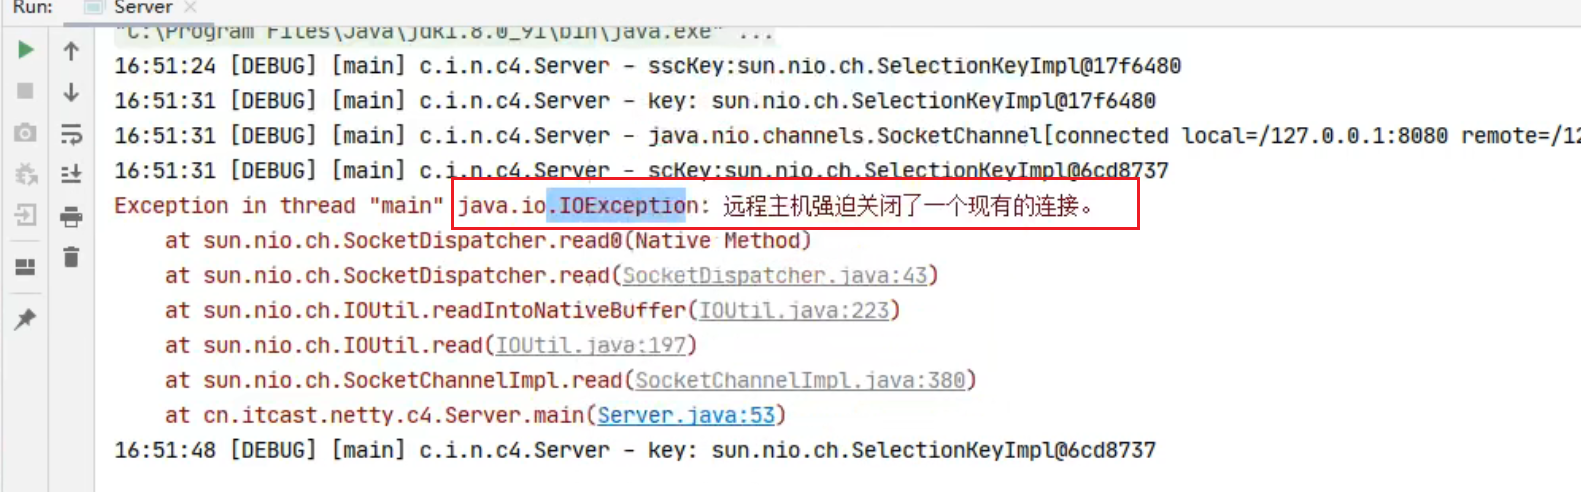 Run: Server
"C:\Program Files\Java\jdk1.8.0_91\bin\java.exe" ...
16:51:24 [DEBUG] [main] c.i.n.c4.Server - sscKey:sun.nio.ch.SelectionKeyImpl@17f6480
16:51:31 [DEBUG] [main] c.i.n.c4.Server - key: sun.nio.ch.SelectionKeyImpl@17f6480
16:51:31 [DEBUG] [main] c.i.n.c4.Server - java.nio.channels.SocketChannel[connected local=/127.0.0.1:8080 remote=/12
16:51:31 [DEBUG] [main] c.i.n.c4.Server - scKey:sun.nio.ch.SelectionKeyImpl@6cd8737
Exception in thread "main" java.io.IOException: 远程主机强迫关闭了一个现有的连接。
at sun.nio.ch.SocketDispatcher.read0(Native Method)
at sun.nio.ch.SocketDispatcher.read(SocketDispatcher.java:43)
at sun.nio.ch.IOUtil.readIntoNativeBuffer(IOUtil.java:223)
at sun.nio.ch.IOUtil.read(IOUtil.java:197)
at sun.nio.ch.SocketChannelImpl.read(SocketChannelImpl.java:380)
at cn.itcast.netty.c4.Server.main(Server.java:53)
16:51:48 [DEBUG] [main] c.i.n.c4.Server - key: sun.nio.ch.SelectionKeyImpl@6cd8737